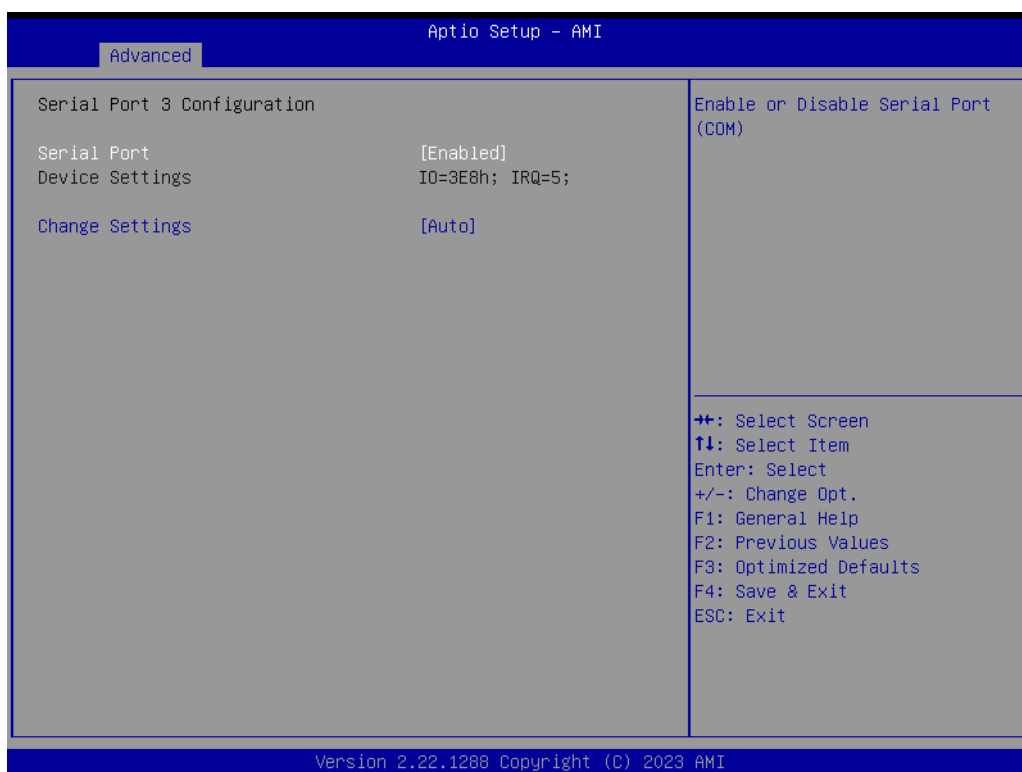 Aptio Setup – AMI
Advanced
Serial Port 3 Configuration
Serial Port [Enabled]
Device Settings IO=3E8h; IRQ=5;
Change Settings [Auto]
Enable or Disable Serial Port
(COM)
→←: Select Screen
↑↓: Select Item
Enter: Select
+/-: Change Opt.
F1: General Help
F2: Previous Values
F3: Optimized Defaults
F4: Save & Exit
ESC: Exit
Version 2.22.1288 Copyright (C) 2023 AMI